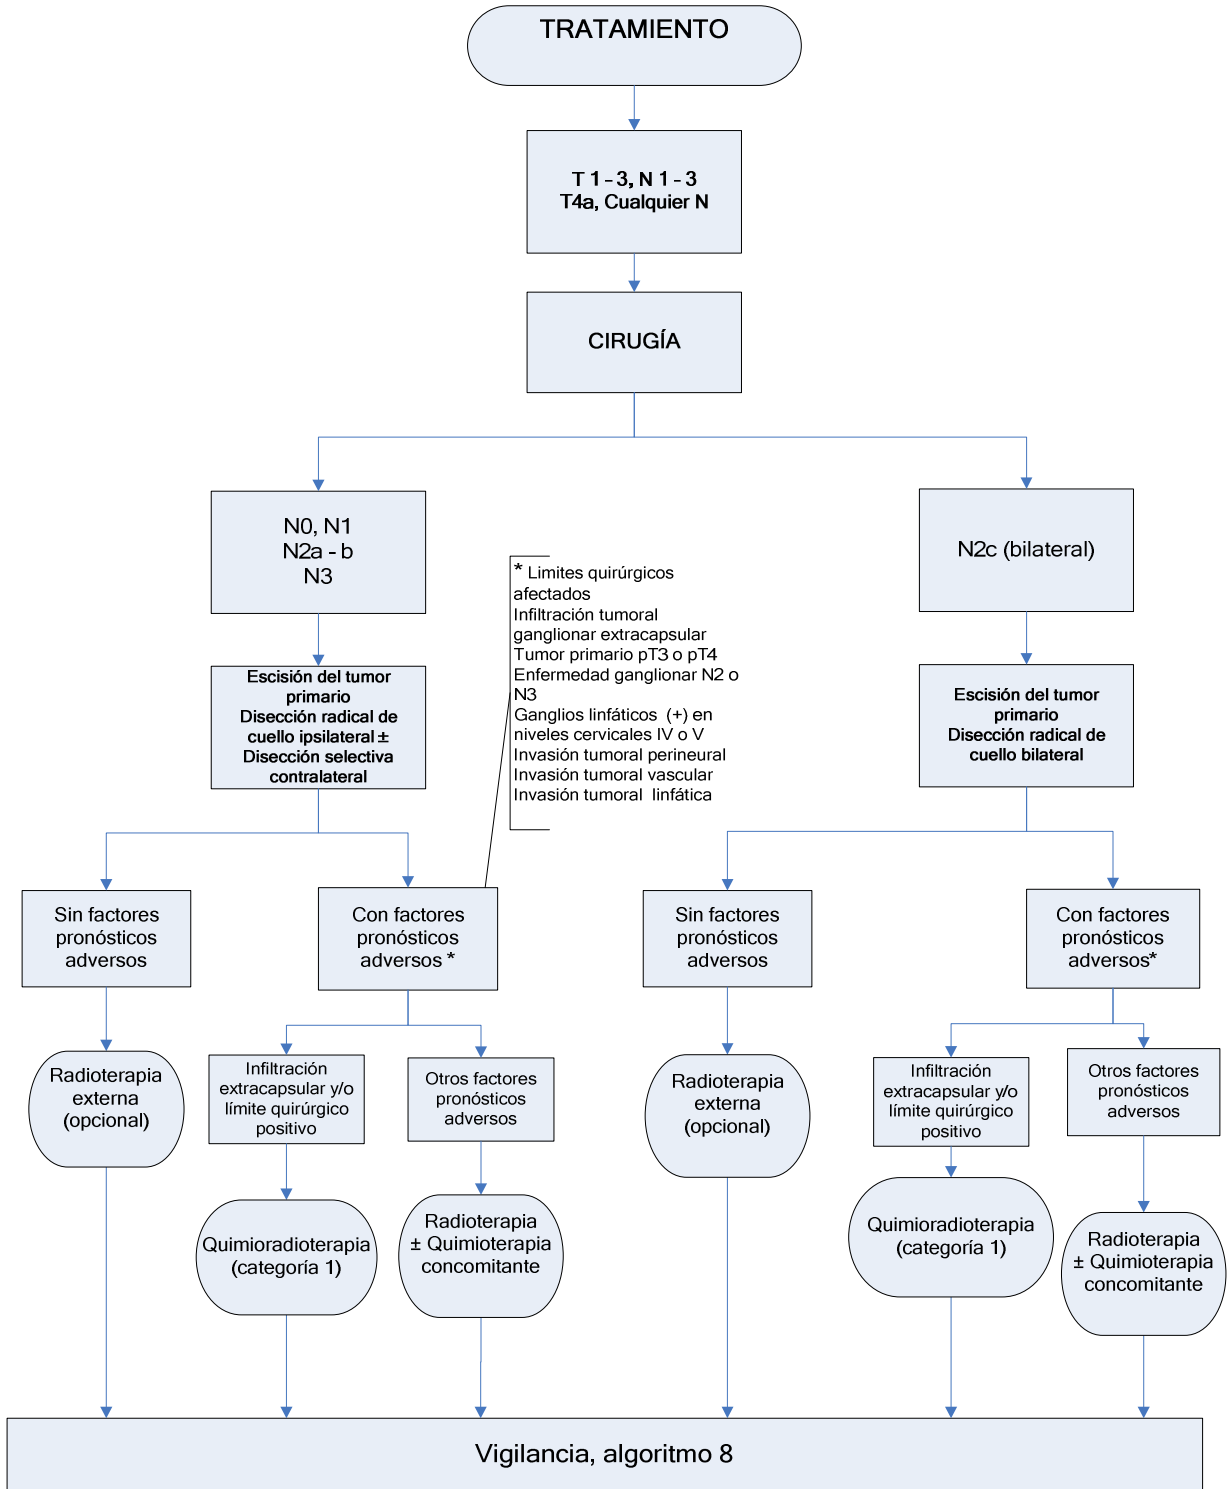 TRATAMIENTO
T 1 - 3, N 1 - 3
T4a, Cualquier N
CIRUGÍA
N0, N1
N2a - b
N3
N2c (bilateral)
* Limites quirúrgicos
afectados
Infiltración tumoral
ganglionar extracapsular
Tumor primario pT3 o pT4
Enfermedad ganglionar N2 o
N3
Ganglios linfáticos (+) en
niveles cervicales IV o V
Invasión tumoral perineural
Invasión tumoral vascular
Invasión tumoral linfática
Escisión del tumor
primario
Disección radical de
cuello ipsilateral ±
Disección selectiva
contralateral
Escisión del tumor
primario
Disección radical de
cuello bilateral
Sin factores
pronósticos
adversos
Con factores
pronósticos
adversos *
Sin factores
pronósticos
adversos
Con factores
pronósticos
adversos*
Radioterapia
externa
(opcional)
Infiltración
extracapsular y/o
límite quirúrgico
positivo
Otros factores
pronósticos
adversos
Radioterapia
externa
(opcional)
Infiltración
extracapsular y/o
límite quirúrgico
positivo
Otros factores
pronósticos
adversos
Quimioradioterapia
(categoría 1)
Radioterapia
± Quimioterapia
concomitante
Quimioradioterapia
(categoría 1)
Radioterapia
± Quimioterapia
concomitante
Vigilancia, algoritmo 8